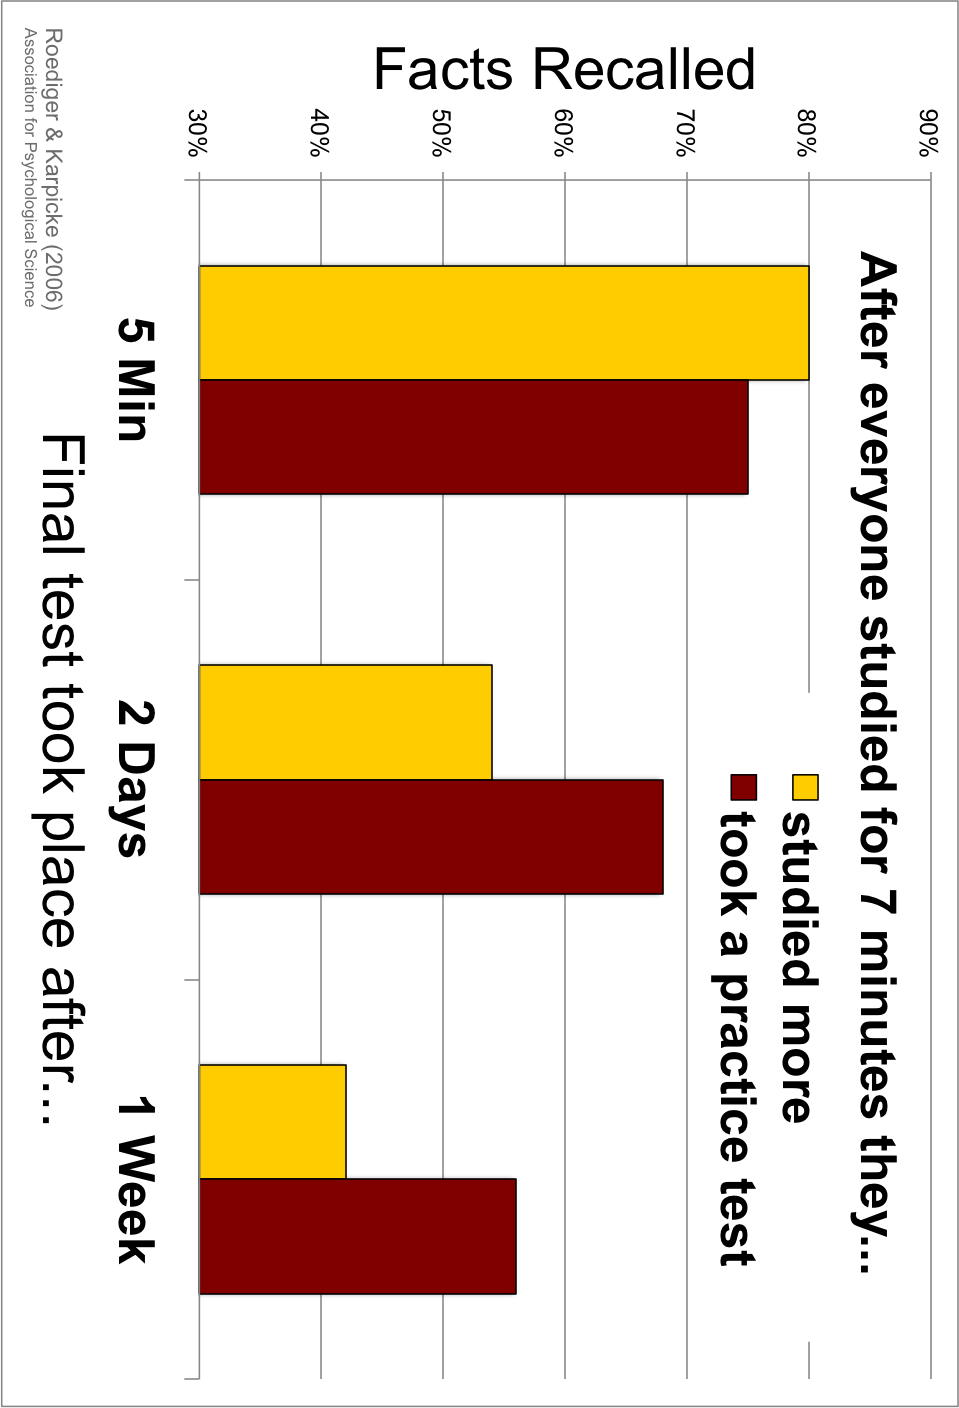 After everyone studied for 7 minutes they...
studied more
took a practice test
Facts Recalled
90%
80%
70%
60%
50%
40%
30%
5 Min
2 Days
1 Week
Final test took place after...
Roediger & Karpicke (2006)
Association for Psychological Science